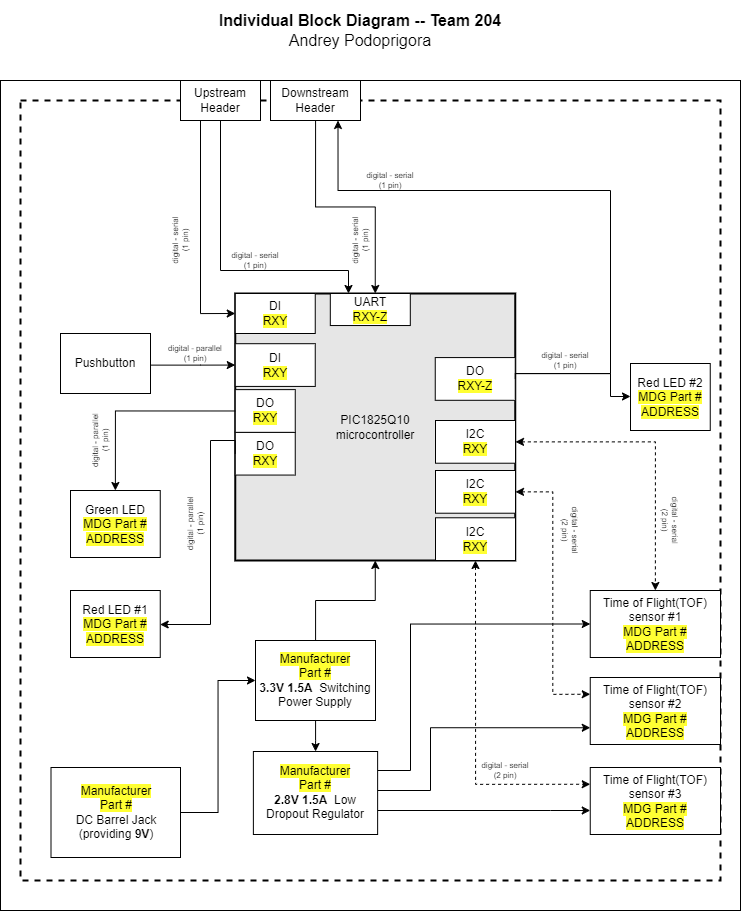 Individual Block Diagram -- Team 204
Andrey Podoprigora
Upstream
Header
Downstream
Header
digital - serial
(1 pin)
digital - serial
(1 pin)
digital - serial
(1 pin)
digital - serial
(1 pin)
DI
RXY
UART
RXY-Z
Pushbutton
digital - parallel
(1 pin)
DI
RXY
DO
RXY-Z
digital - serial
(1 pin)
Red LED #2
MDG Part #
ADDRESS
DO
RXY
PIC1825Q10
microcontroller
DO
RXY
I2C
RXY
digital - parallel
(1 pin)
I2C
RXY
Green LED
MDG Part #
ADDRESS
digital - parallel
(1 pin)
I2C
RXY
digital - serial
(2 pin)
digital - serial
(2 pin)
Red LED #1
MDG Part #
ADDRESS
Time of Flight(TOF)
sensor #1
MDG Part #
ADDRESS
Manufacturer
Part #
3.3V 1.5A Switching
Power Supply
Time of Flight(TOF)
sensor #2
MDG Part #
ADDRESS
Manufacturer
Part #
2.8V 1.5A Low
Dropout Regulator
digital - serial
(2 pin)
Time of Flight(TOF)
sensor #3
MDG Part #
ADDRESS
Manufacturer
Part #
DC Barrel Jack
(providing 9V)